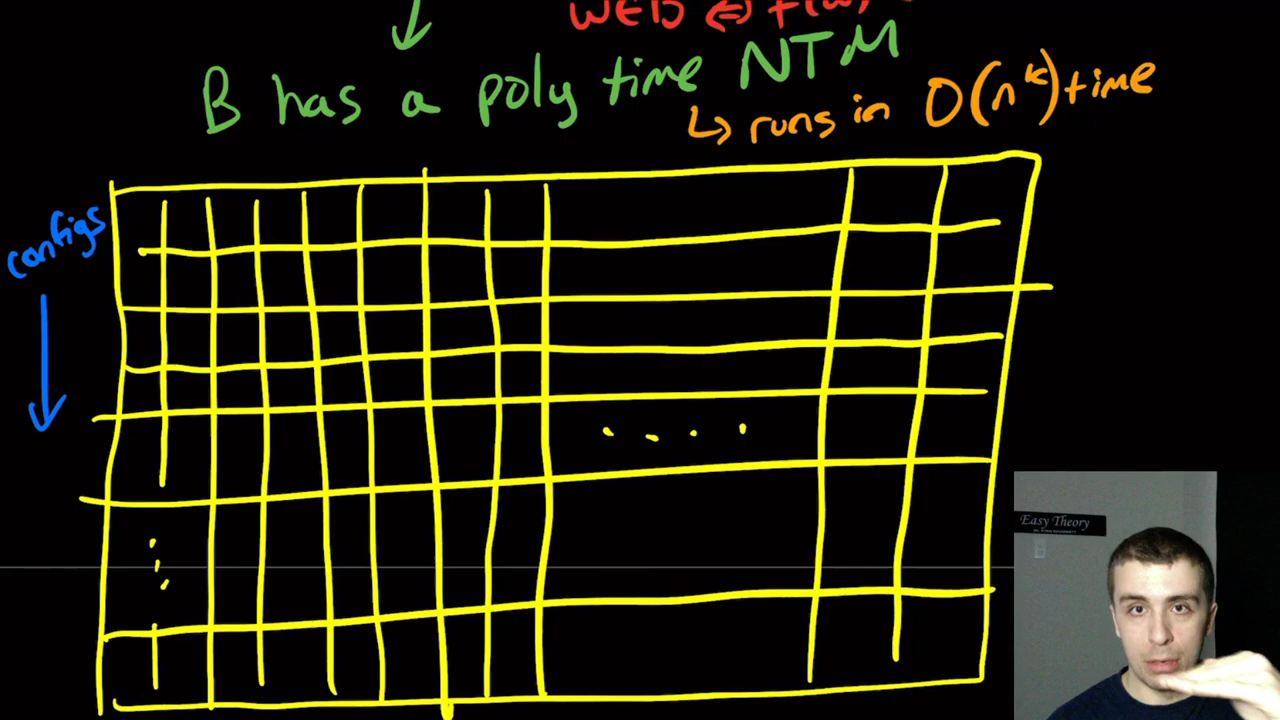 w∈B ⇔ f(w)
B has a poly time NTM
↳ runs in O(n^k) time
configs
Easy Theory